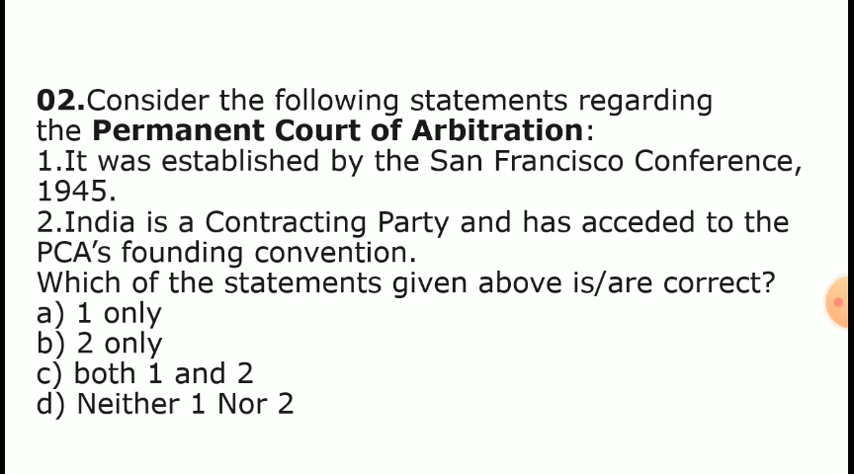 02.Consider the following statements regarding
the Permanent Court of Arbitration:
1.It was established by the San Francisco Conference,
1945.
2.India is a Contracting Party and has acceded to the
PCA’s founding convention.
Which of the statements given above is/are correct?
a) 1 only
b) 2 only
c) both 1 and 2
d) Neither 1 Nor 2